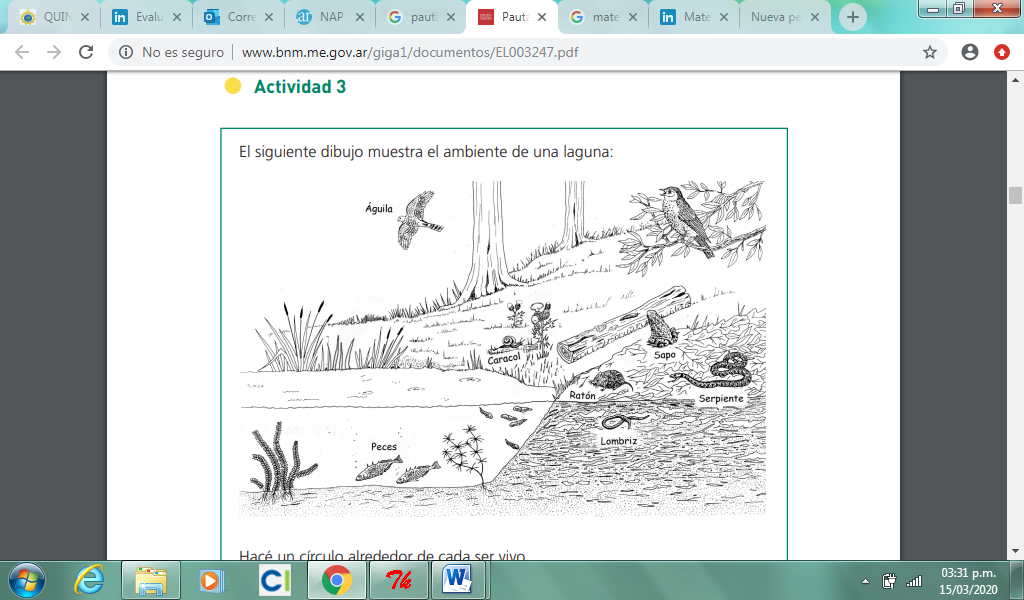 QUIN
Evalu
Corre
NAP
pauta
Pauta
mate
Mate
Nueva pe
No es seguro | www.bnm.me.gov.ar/giga1/documentos/EL003247.pdf
Actividad 3
El siguiente dibujo muestra el ambiente de una laguna:
Águila
Caracol
Sapo
Ratón
Serpiente
Lombriz
Peces
Hacé un círculo alrededor de cada ser vivo
03:31 p.m.
15/03/2020